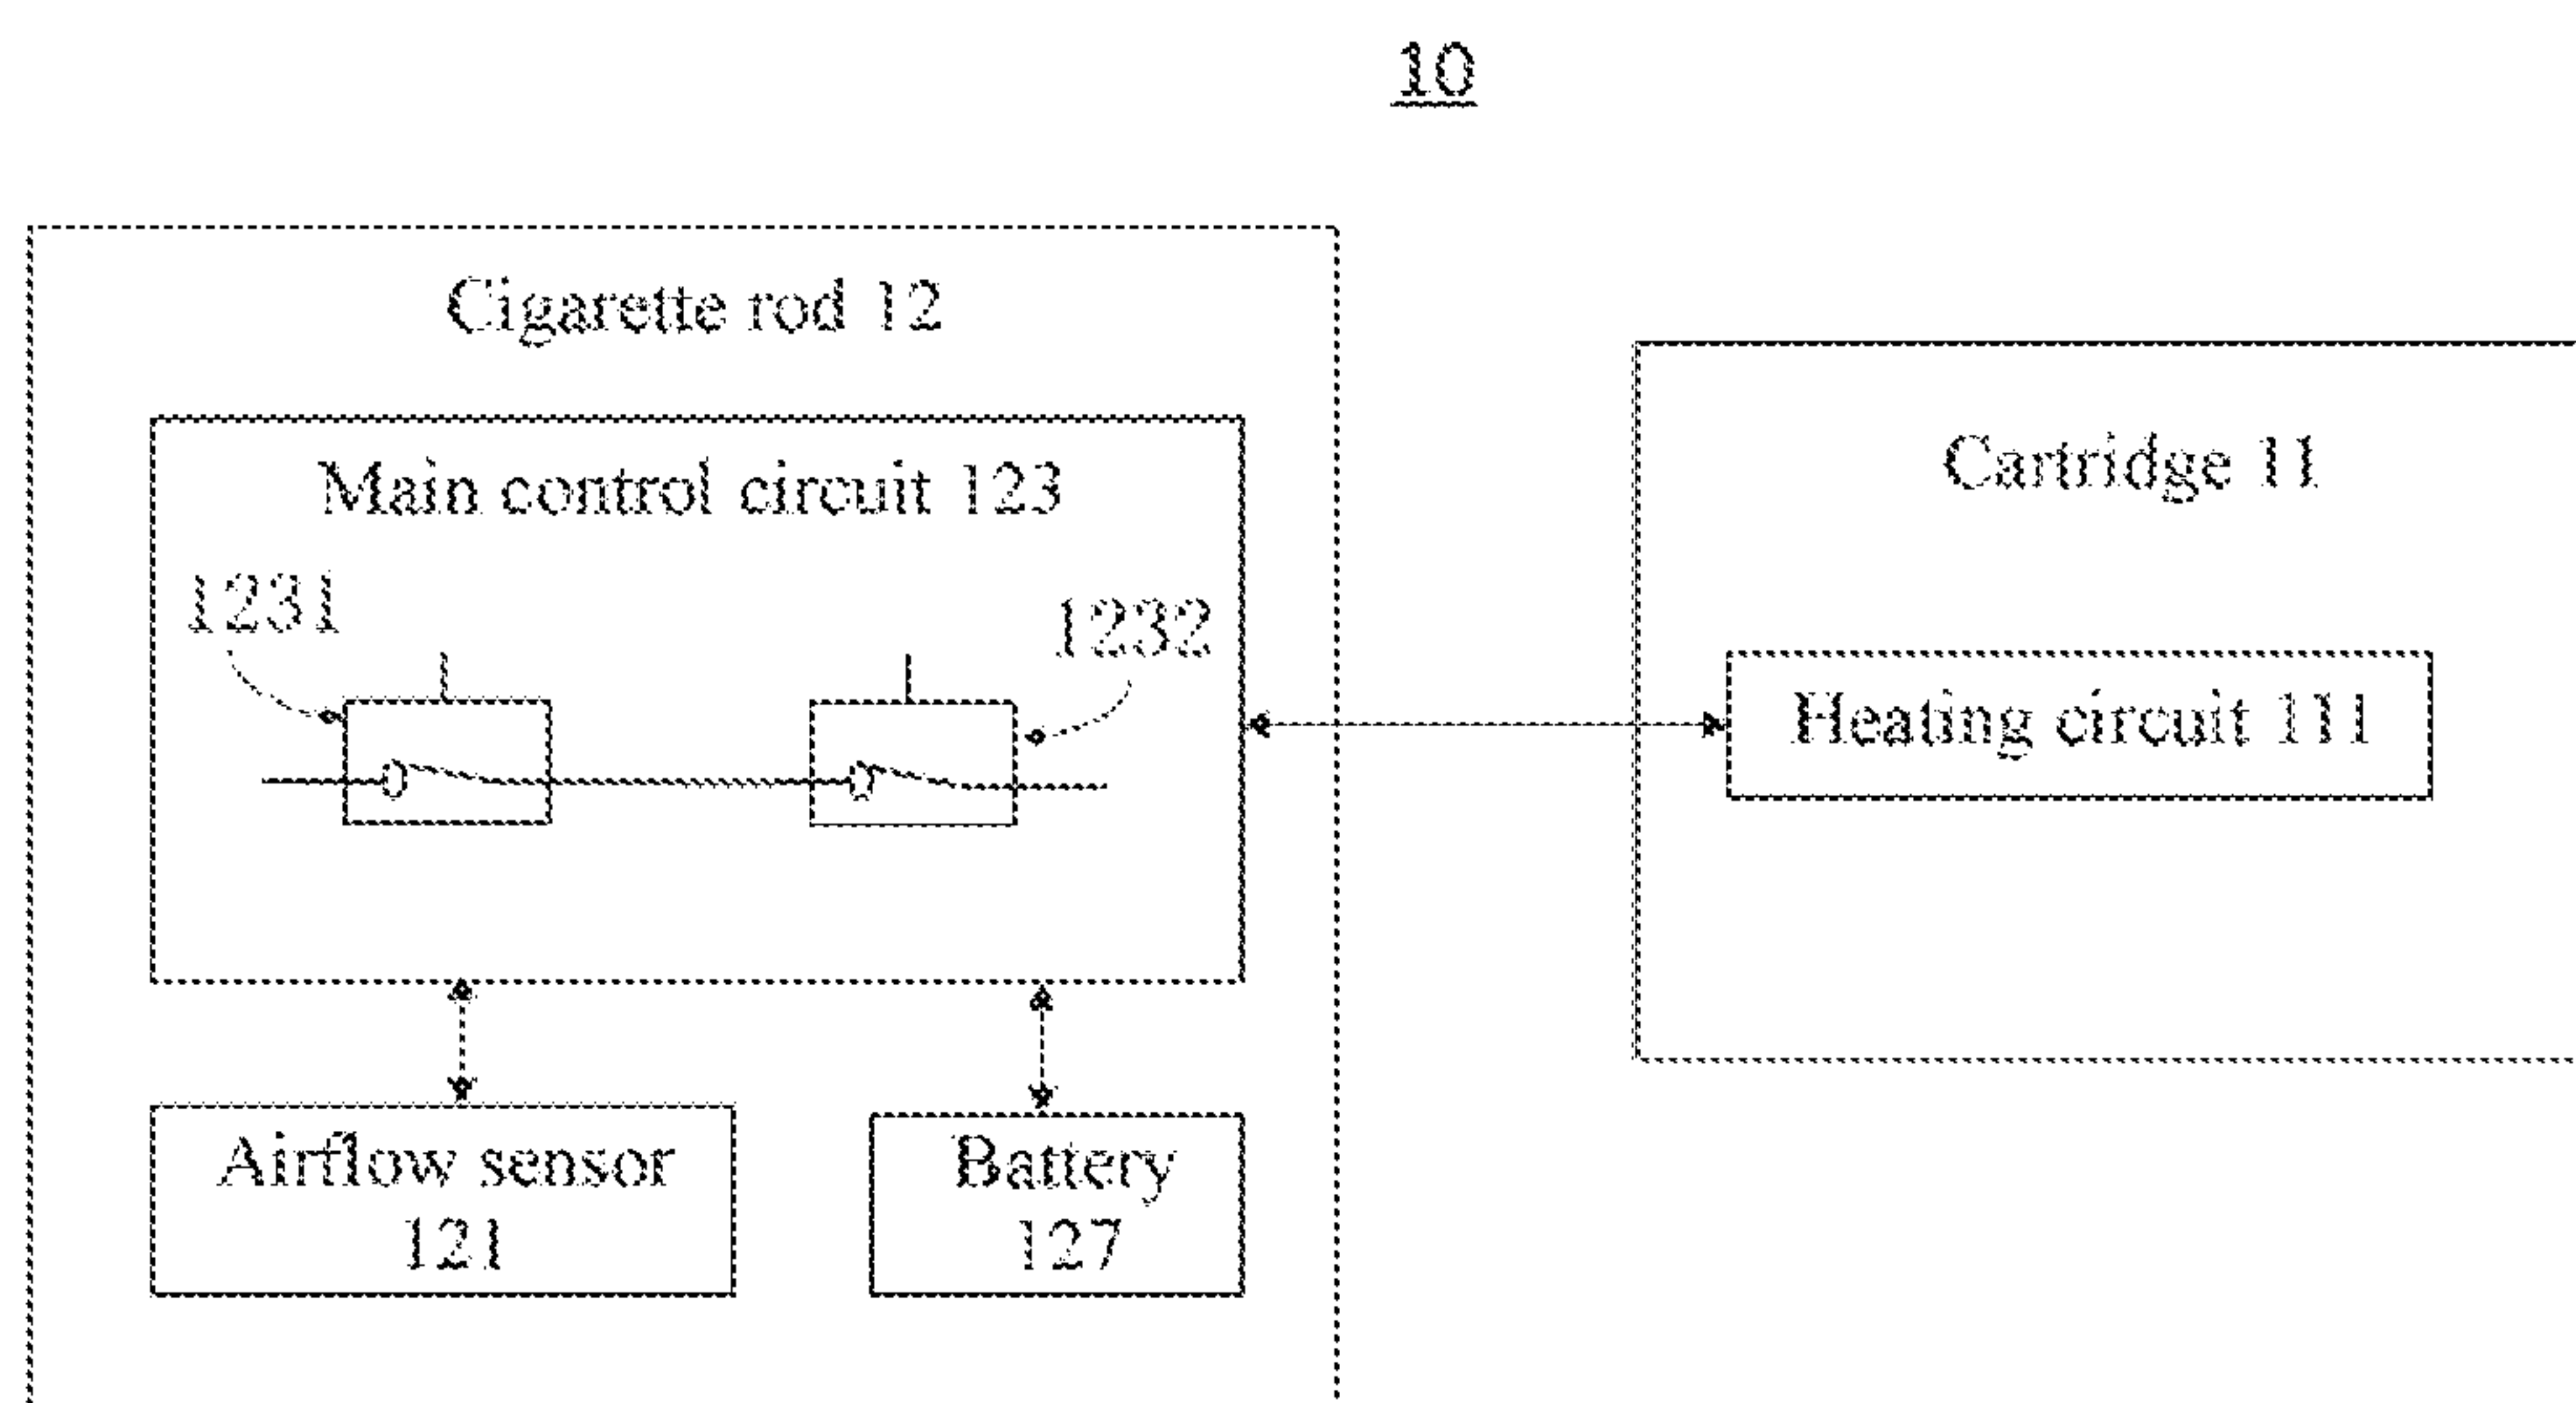 10
Cigarette rod 12
Main control circuit 123
1231
1232
Airflow sensor
121
Battery
127
Cartridge 11
Heating circuit 111